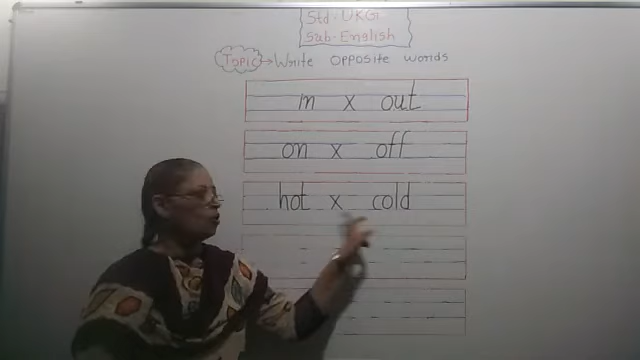 Std-UKG
Sub-English
Topic → Write opposite words
in x out
on x off
hot x cold